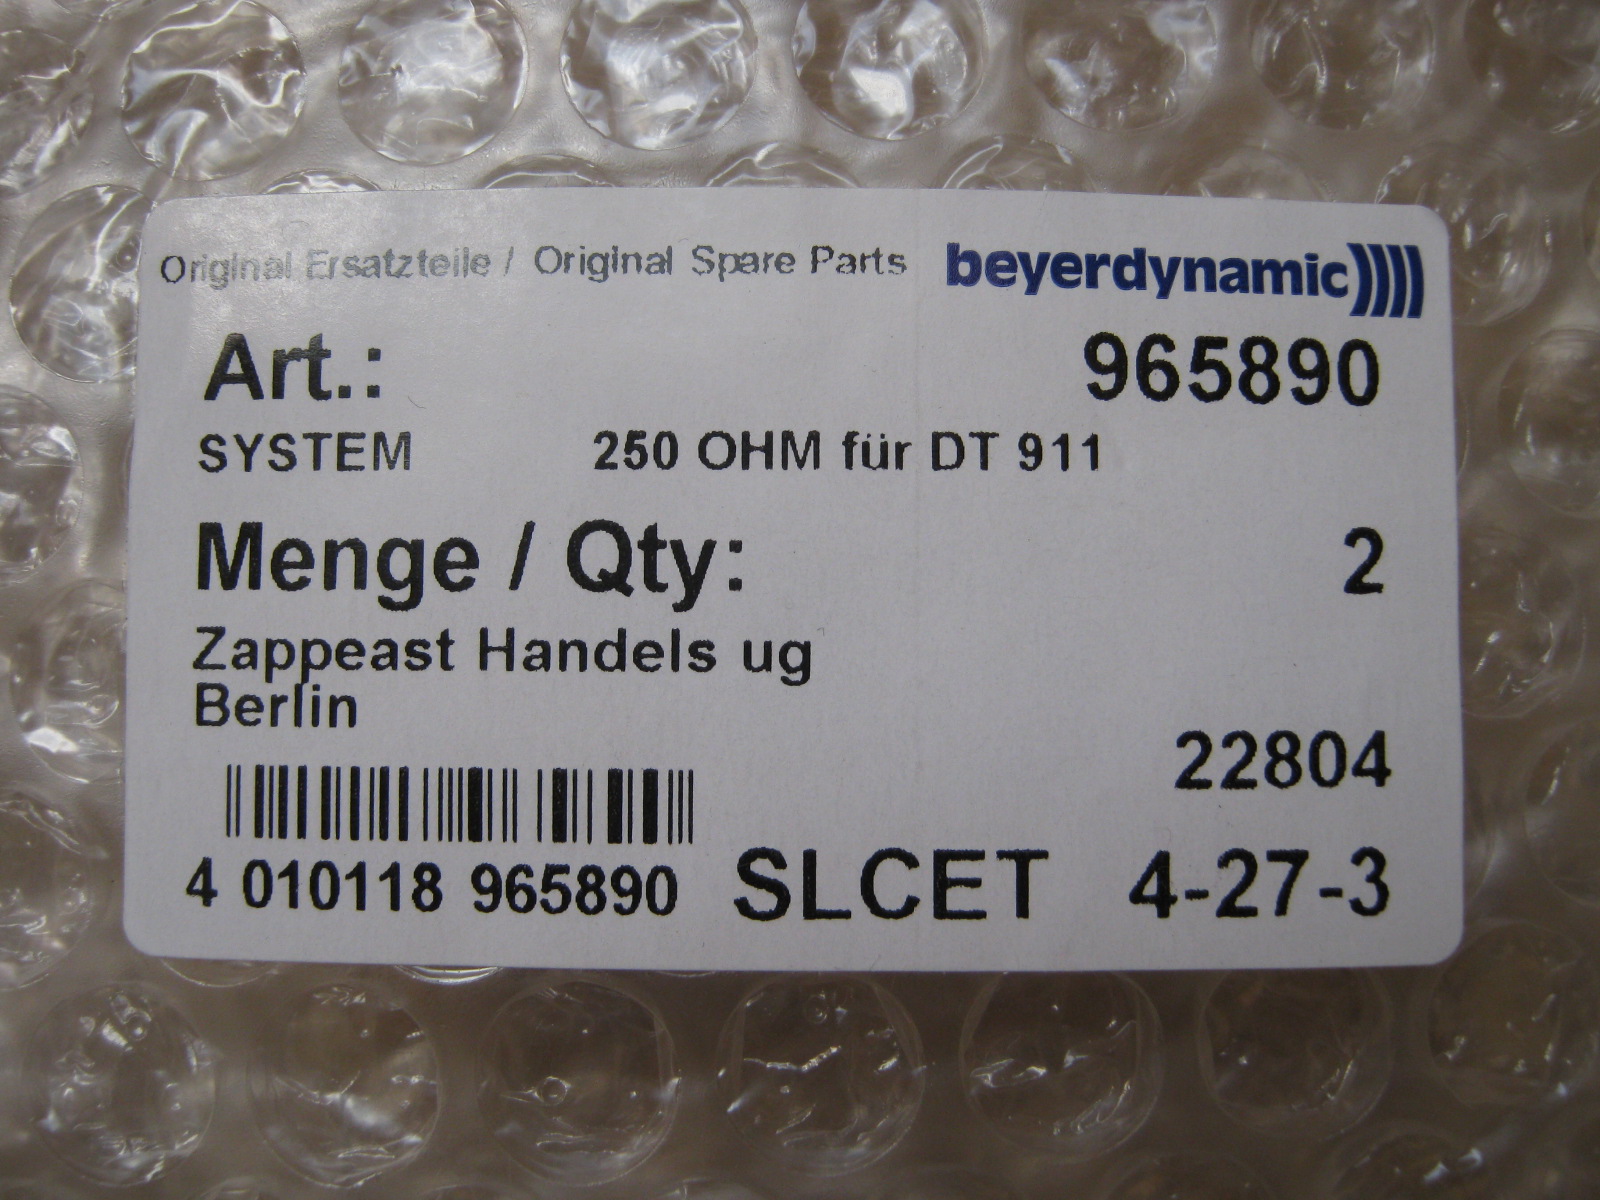 Original Ersatzteile / Original Spare Parts beyerdynamic
Art.: 965890
SYSTEM 250 OHM für DT 911
Menge / Qty: 2
Zappeast Handels ug
Berlin
22804
4 010118 965890 SLCET 4-27-3